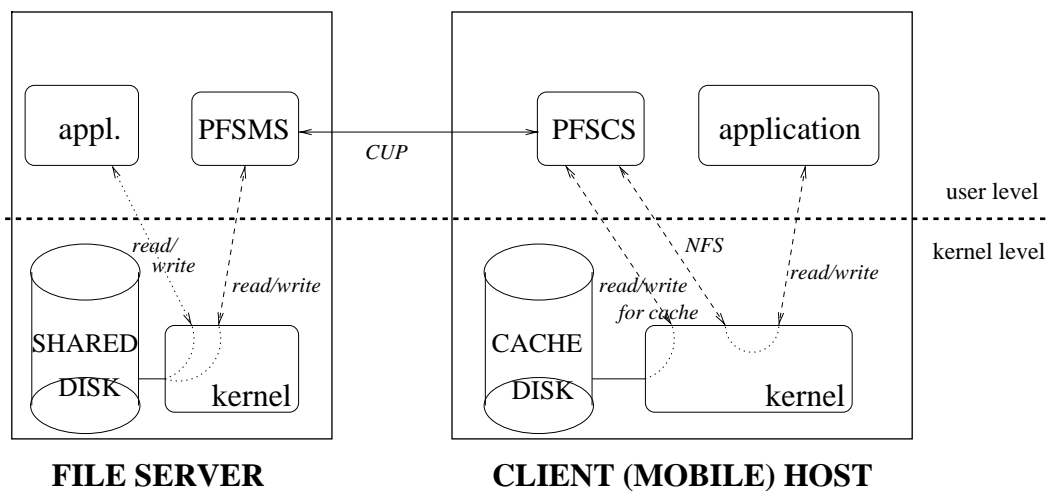 appl.
PFSMS
CUP
PFSCS
application
user level
kernel level
read/
write
read/write
NFS
read/write
for cache
read/write
SHARED
DISK
kernel
CACHE
DISK
kernel
FILE SERVER
CLIENT (MOBILE) HOST